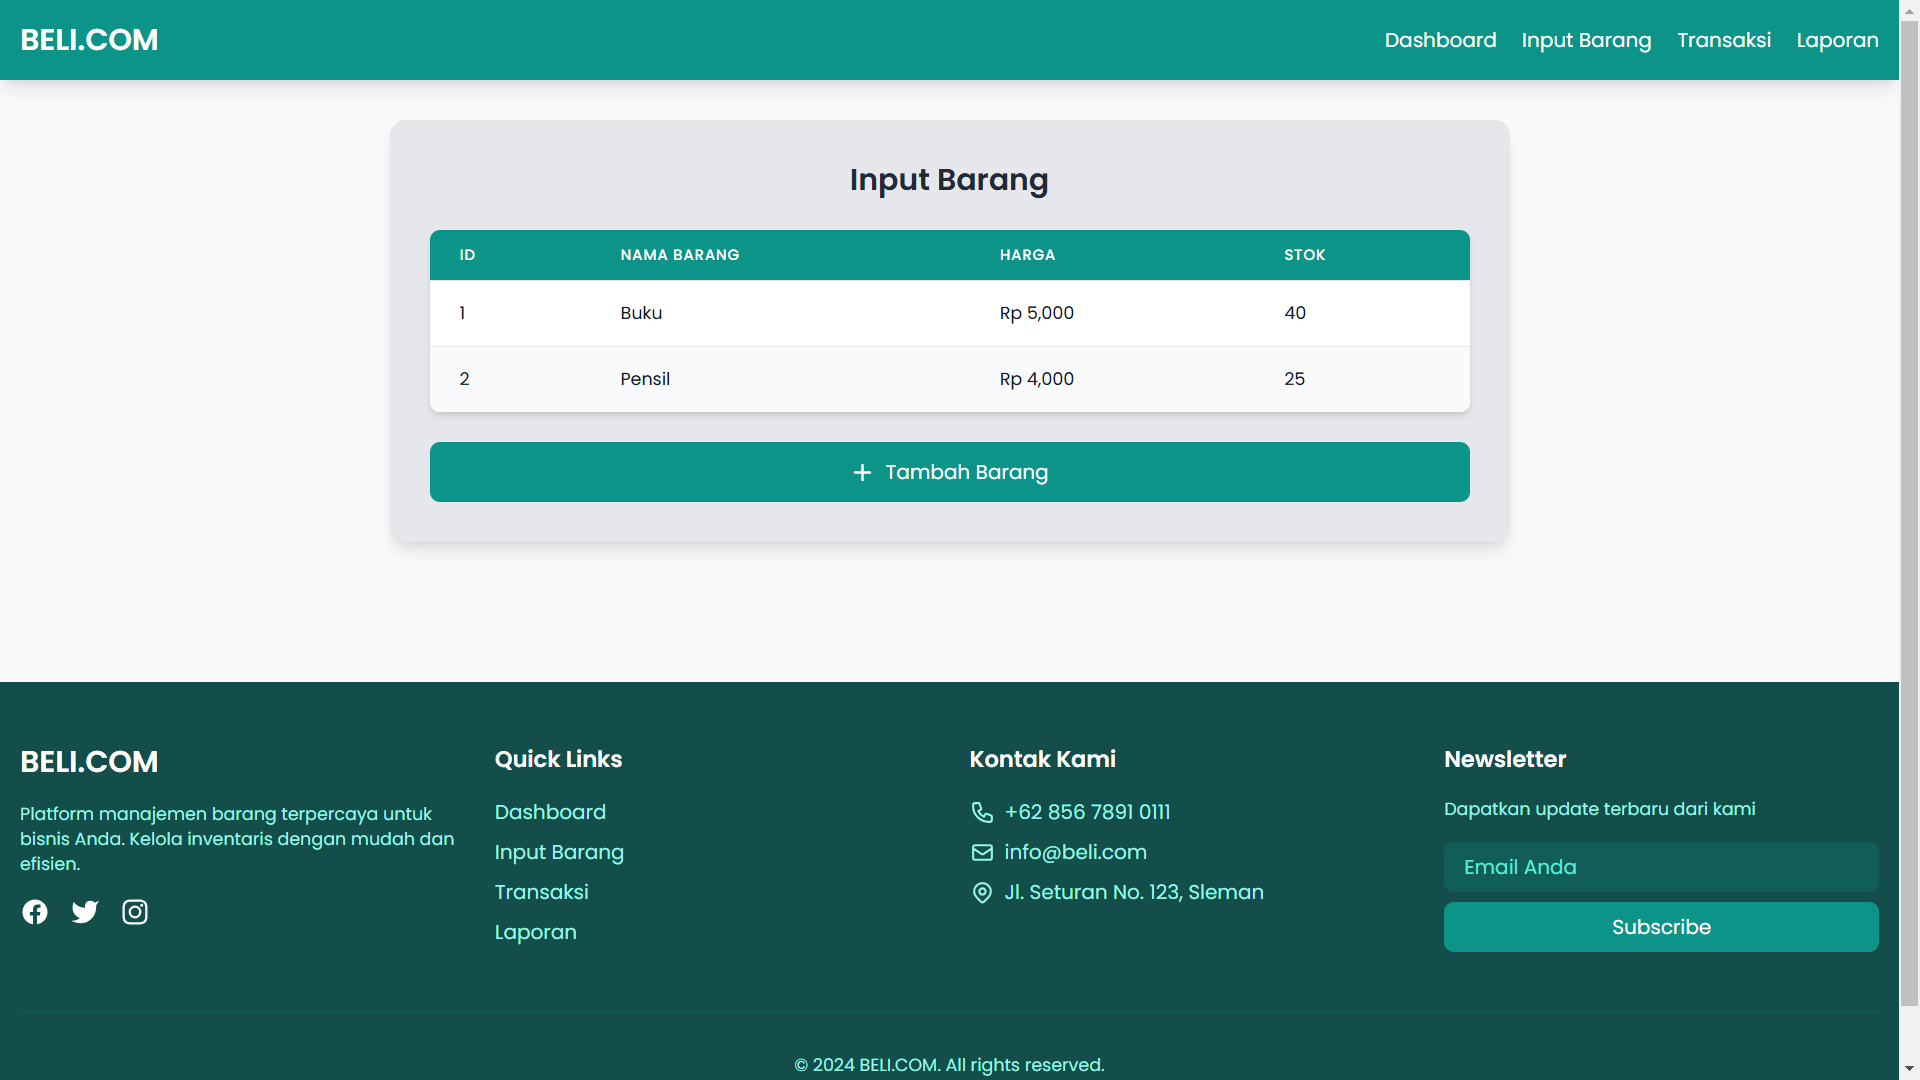 BELI.COM
Dashboard Input Barang Transaksi Laporan
Input Barang
ID NAMA BARANG HARGA STOK
1 Buku Rp 5,000 40
2 Pensil Rp 4,000 25
Tambah Barang
BELI.COM
Platform manajemen barang terpercaya untuk
bisnis Anda. Kelola inventaris dengan mudah dan
efisien.
Quick Links
Dashboard
Input Barang
Transaksi
Laporan
Kontak Kami
+62 856 7891 0111
info@beli.com
Jl. Seturan No. 123, Sleman
Newsletter
Dapatkan update terbaru dari kami
Email Anda
Subscribe
© 2024 BELI.COM. All rights reserved.